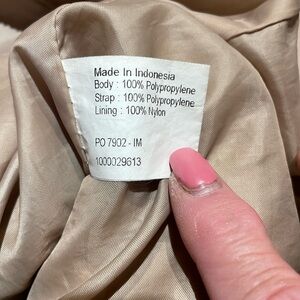 Made In Indonesia
Body : 100% Polypropylene
Strap : 100% Polypropylene
Lining : 100% Nylon
PO 7902 - IM
1000029613